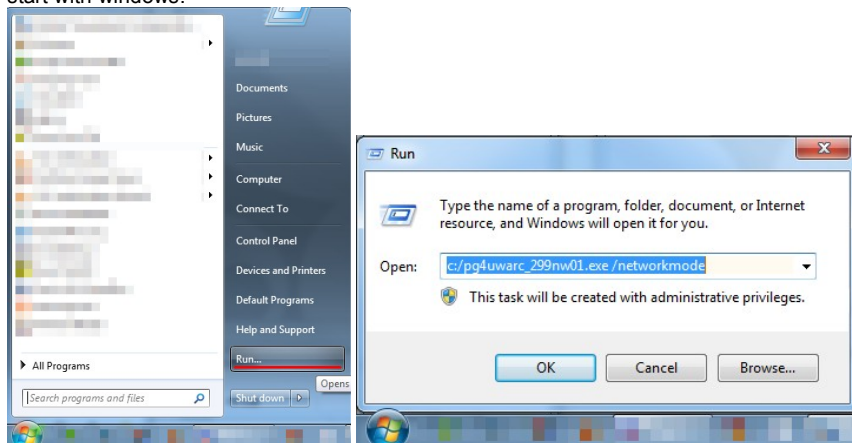 start with windows:
Documents
Pictures
Music
Computer
Connect To
Control Panel
Devices and Printers
Default Programs
Help and Support
Run...
Opens
All Programs
Search programs and files
Shut down
Run
Type the name of a program, folder, document, or Internet
resource, and Windows will open it for you.
Open:
c:/pg4uwarc_299nw01.exe /networkmode
This task will be created with administrative privileges.
OK
Cancel
Browse...